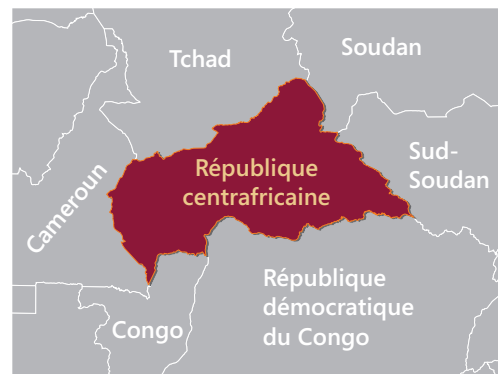 Tchad
Soudan
République
centrafricaine
Sud-
Soudan
Cameroun
République
démocratique
du Congo
Congo